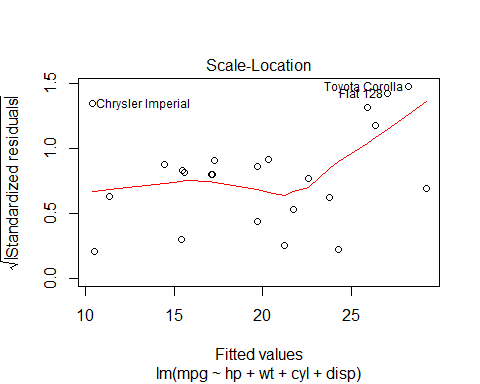 Scale-Location
√|Standardized residuals|
1.5
1.0
0.5
0.0
Toyota Corolla
Fiat 128
Chrysler Imperial
10
15
20
25
Fitted values
lm(mpg ~ hp + wt + cyl + disp)